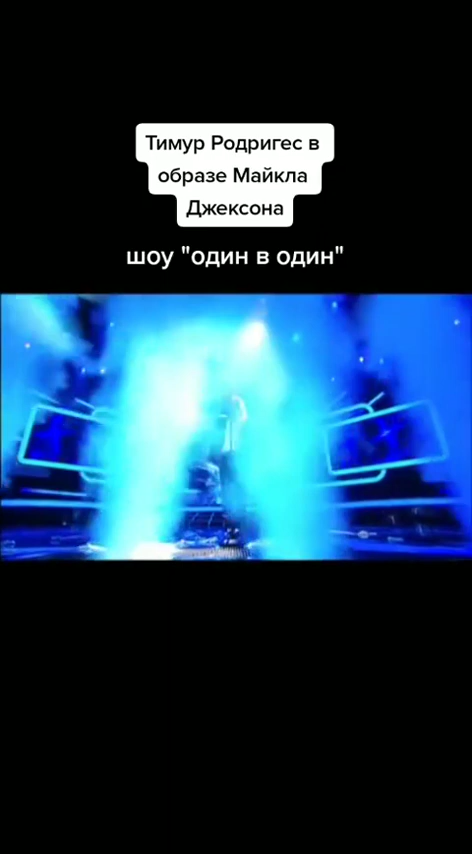 Тимур Родригес в
образе Майкла
Джексона
шоу "один в один"